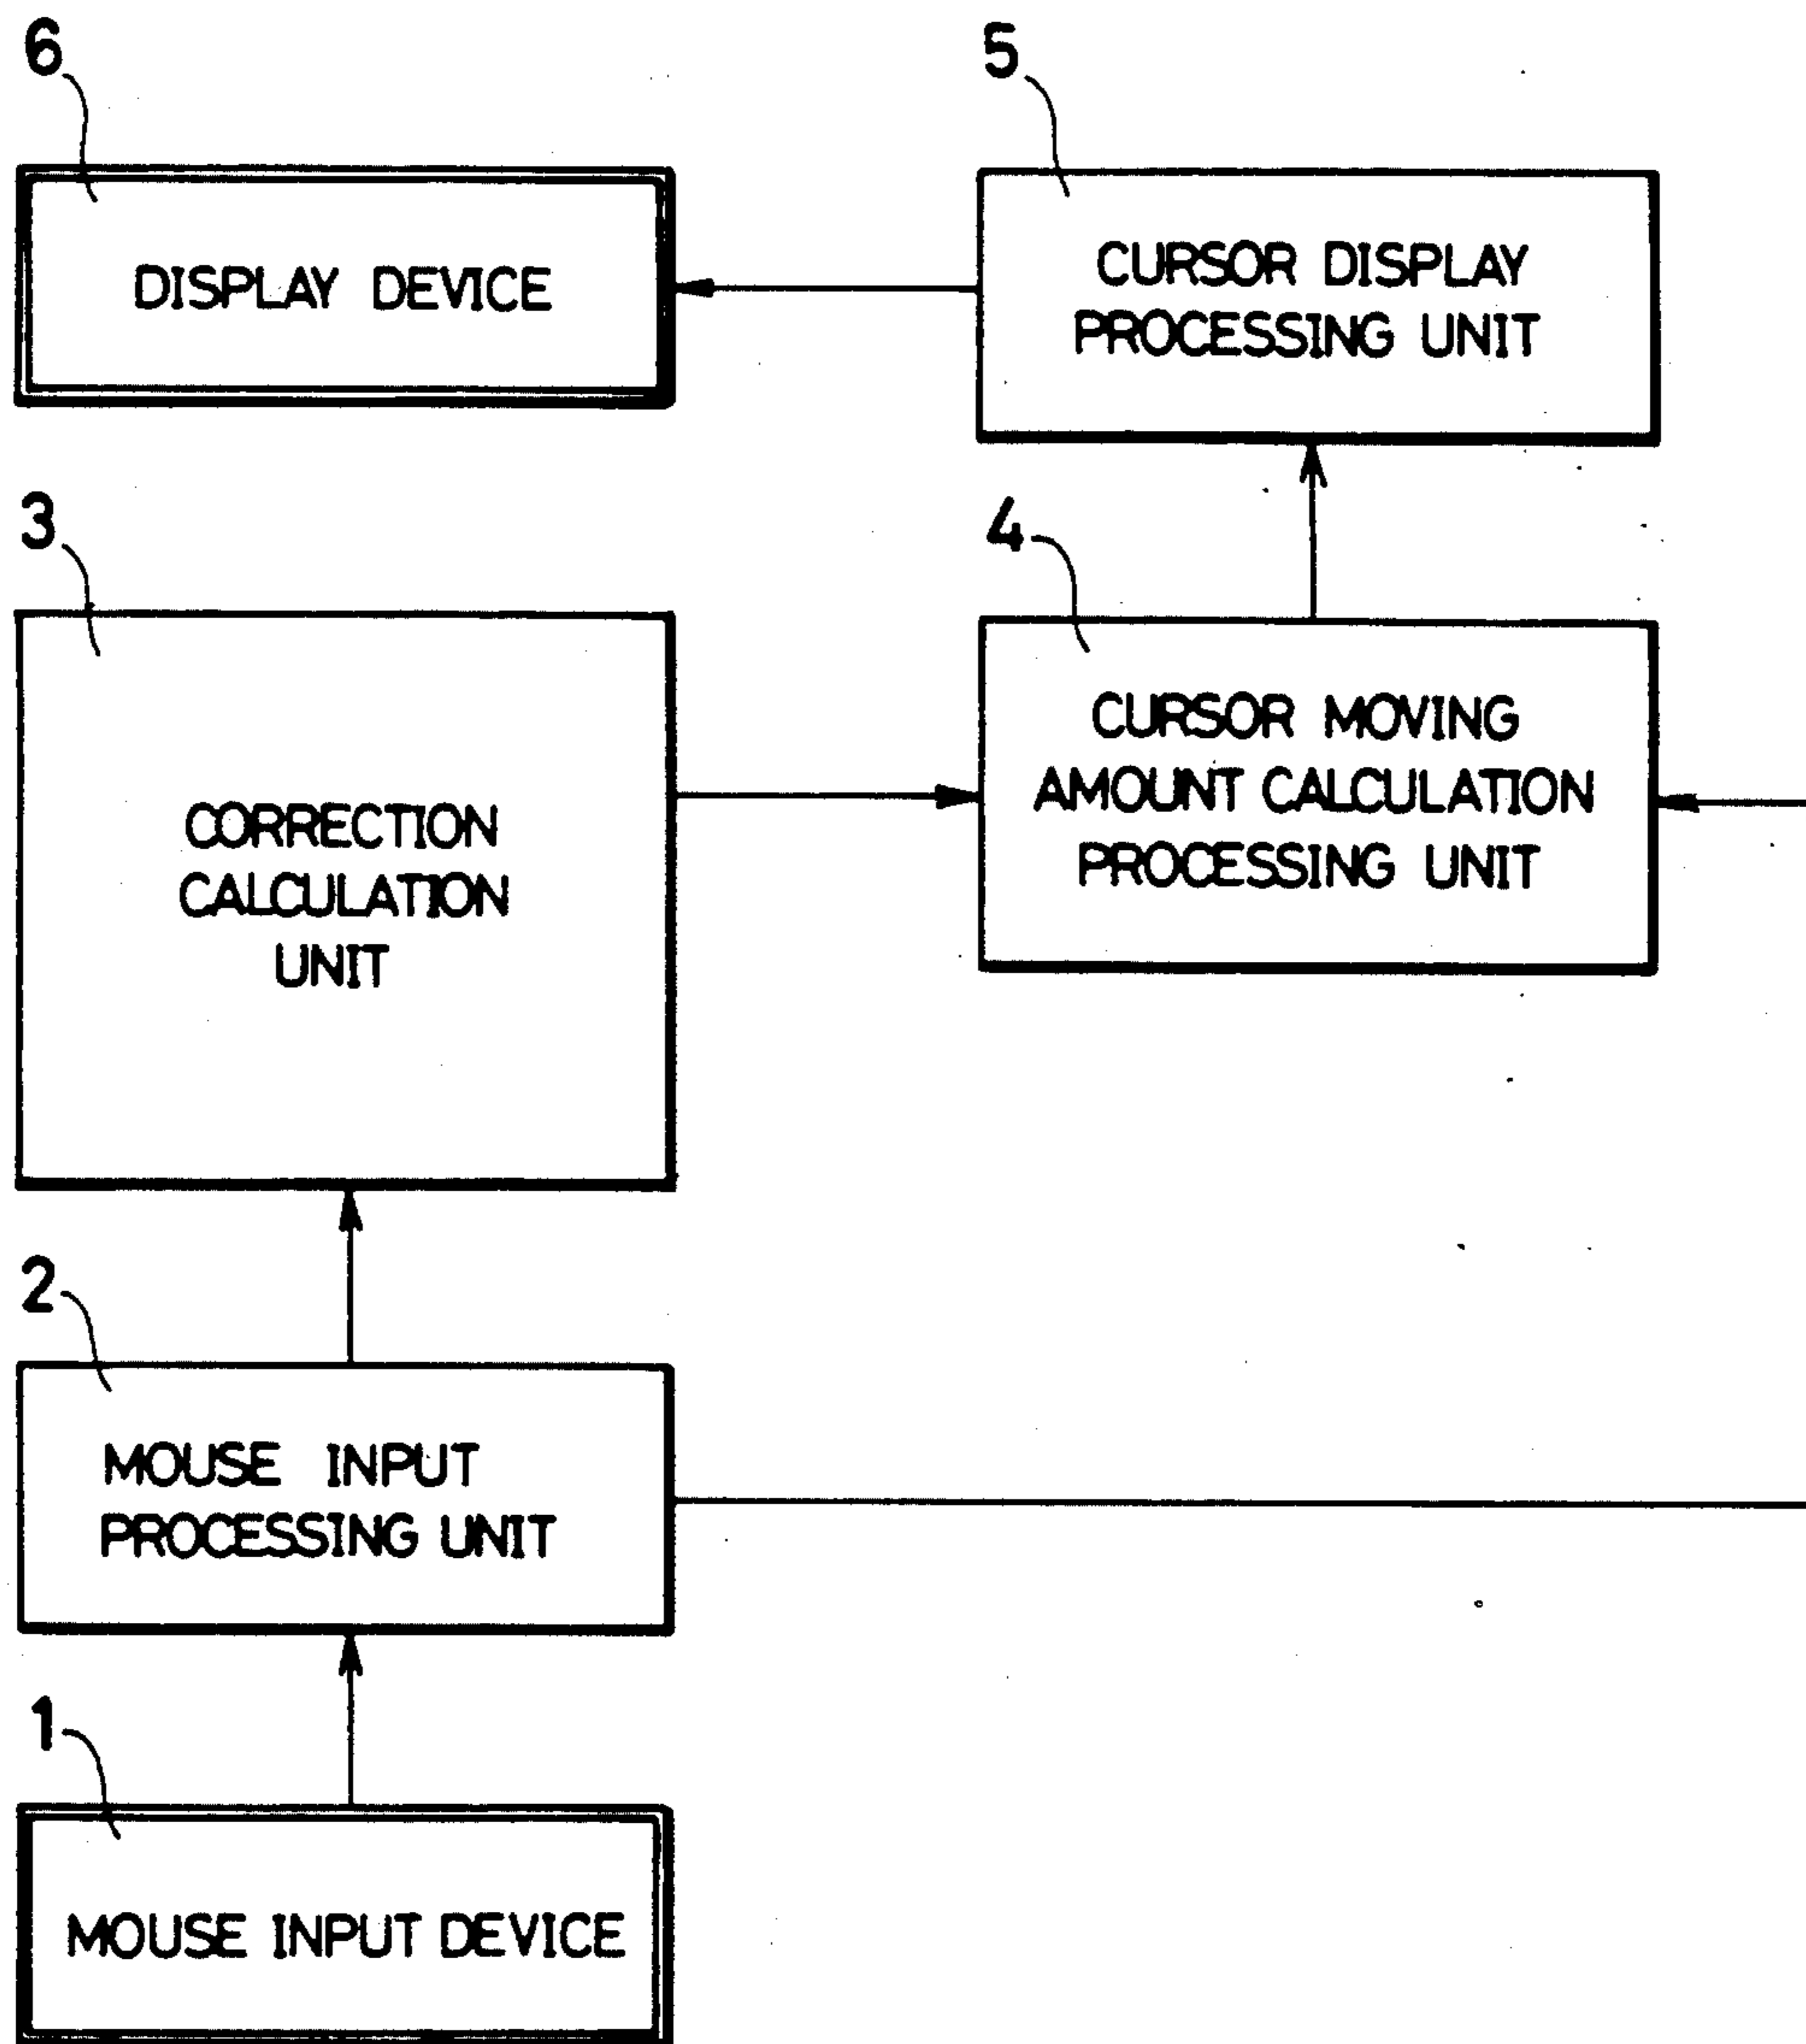 6
DISPLAY DEVICE
5
CURSOR DISPLAY
PROCESSING UNIT
3
CORRECTION
CALCULATION
UNIT
4
CURSOR MOVING
AMOUNT CALCULATION
PROCESSING UNIT
2
MOUSE INPUT
PROCESSING UNIT
1
MOUSE INPUT DEVICE